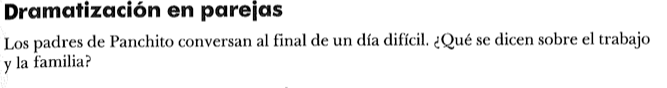 Dramatización en parejas
Los padres de Panchito conversan al final de un día difícil. ¿Qué se dicen sobre el trabajo
y la familia?